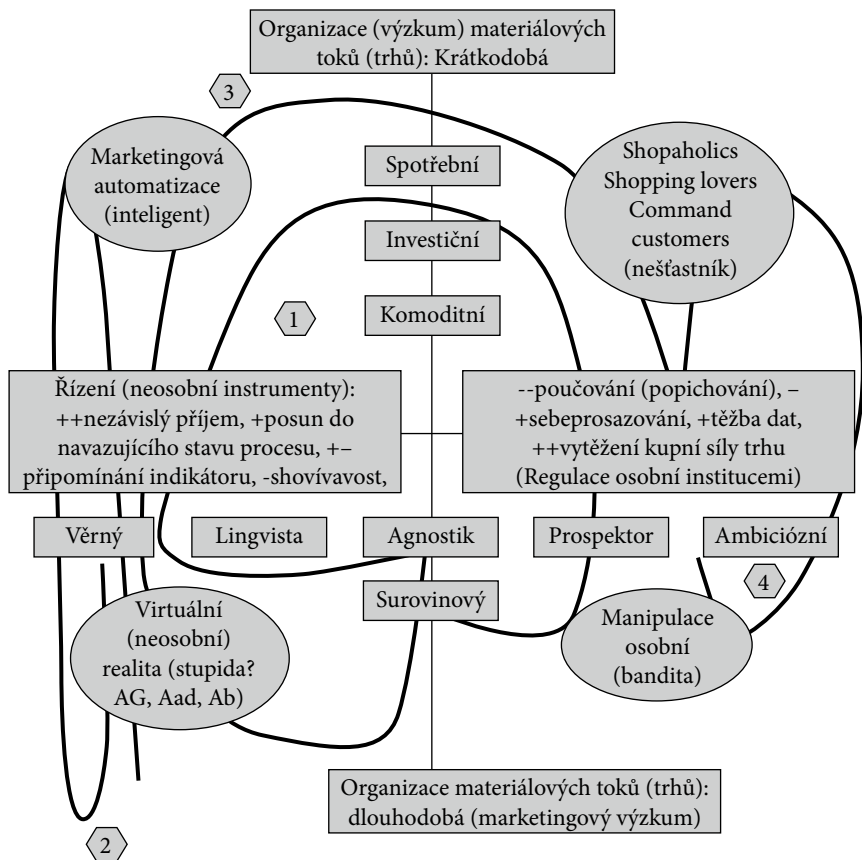 Organizace (výzkum) materiálových
toků (trhů): Krátkodobá
3
Marketingová
automatizace
(inteligent)
Spotřební
Shopaholics
Shopping lovers
Command
customers
(nešťastník)
Investiční
1
Komoditní
Řízení (neosobní instrumenty):
++nezávislý příjem, +posun do
navazujícího stavu procesu, +–
připomínání indikátoru, -shovívavost,
--poučování (popichování), –
+sebeprosazování, +těžba dat,
++vytěžení kupní síly trhu
(Regulace osobní institucemi)
Věrný
Lingvista
Agnostik
Prospektor
Ambiciózní
4
Surovinový
Virtuální
(neosobní)
realita (stupida?
AG, Aad, Ab)
Manipulace
osobní
(bandita)
Organizace materiálových toků (trhů):
dlouhodobá (marketingový výzkum)
2